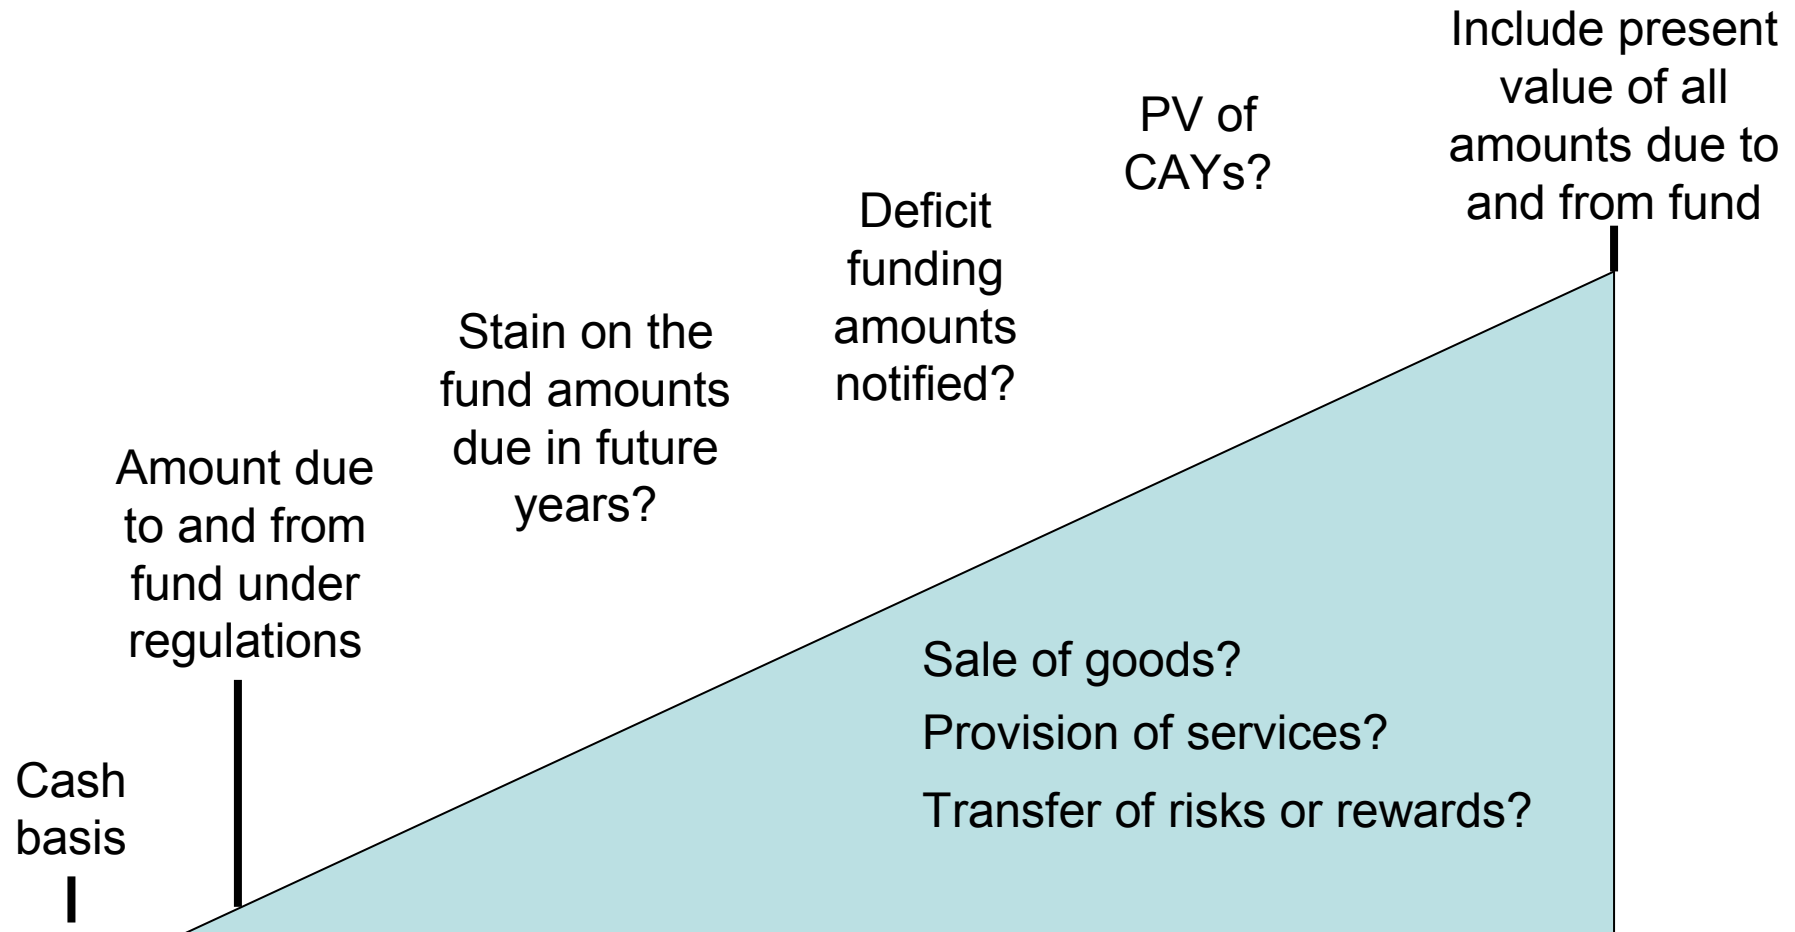 Include present
value of all
amounts due to
and from fund
PV of
CAYs?
Deficit
funding
amounts
notified?
Stain on the
fund amounts
due in future
years?
Amount due
to and from
fund under
regulations
Cash
basis
Sale of goods?
Provision of services?
Transfer of risks or rewards?